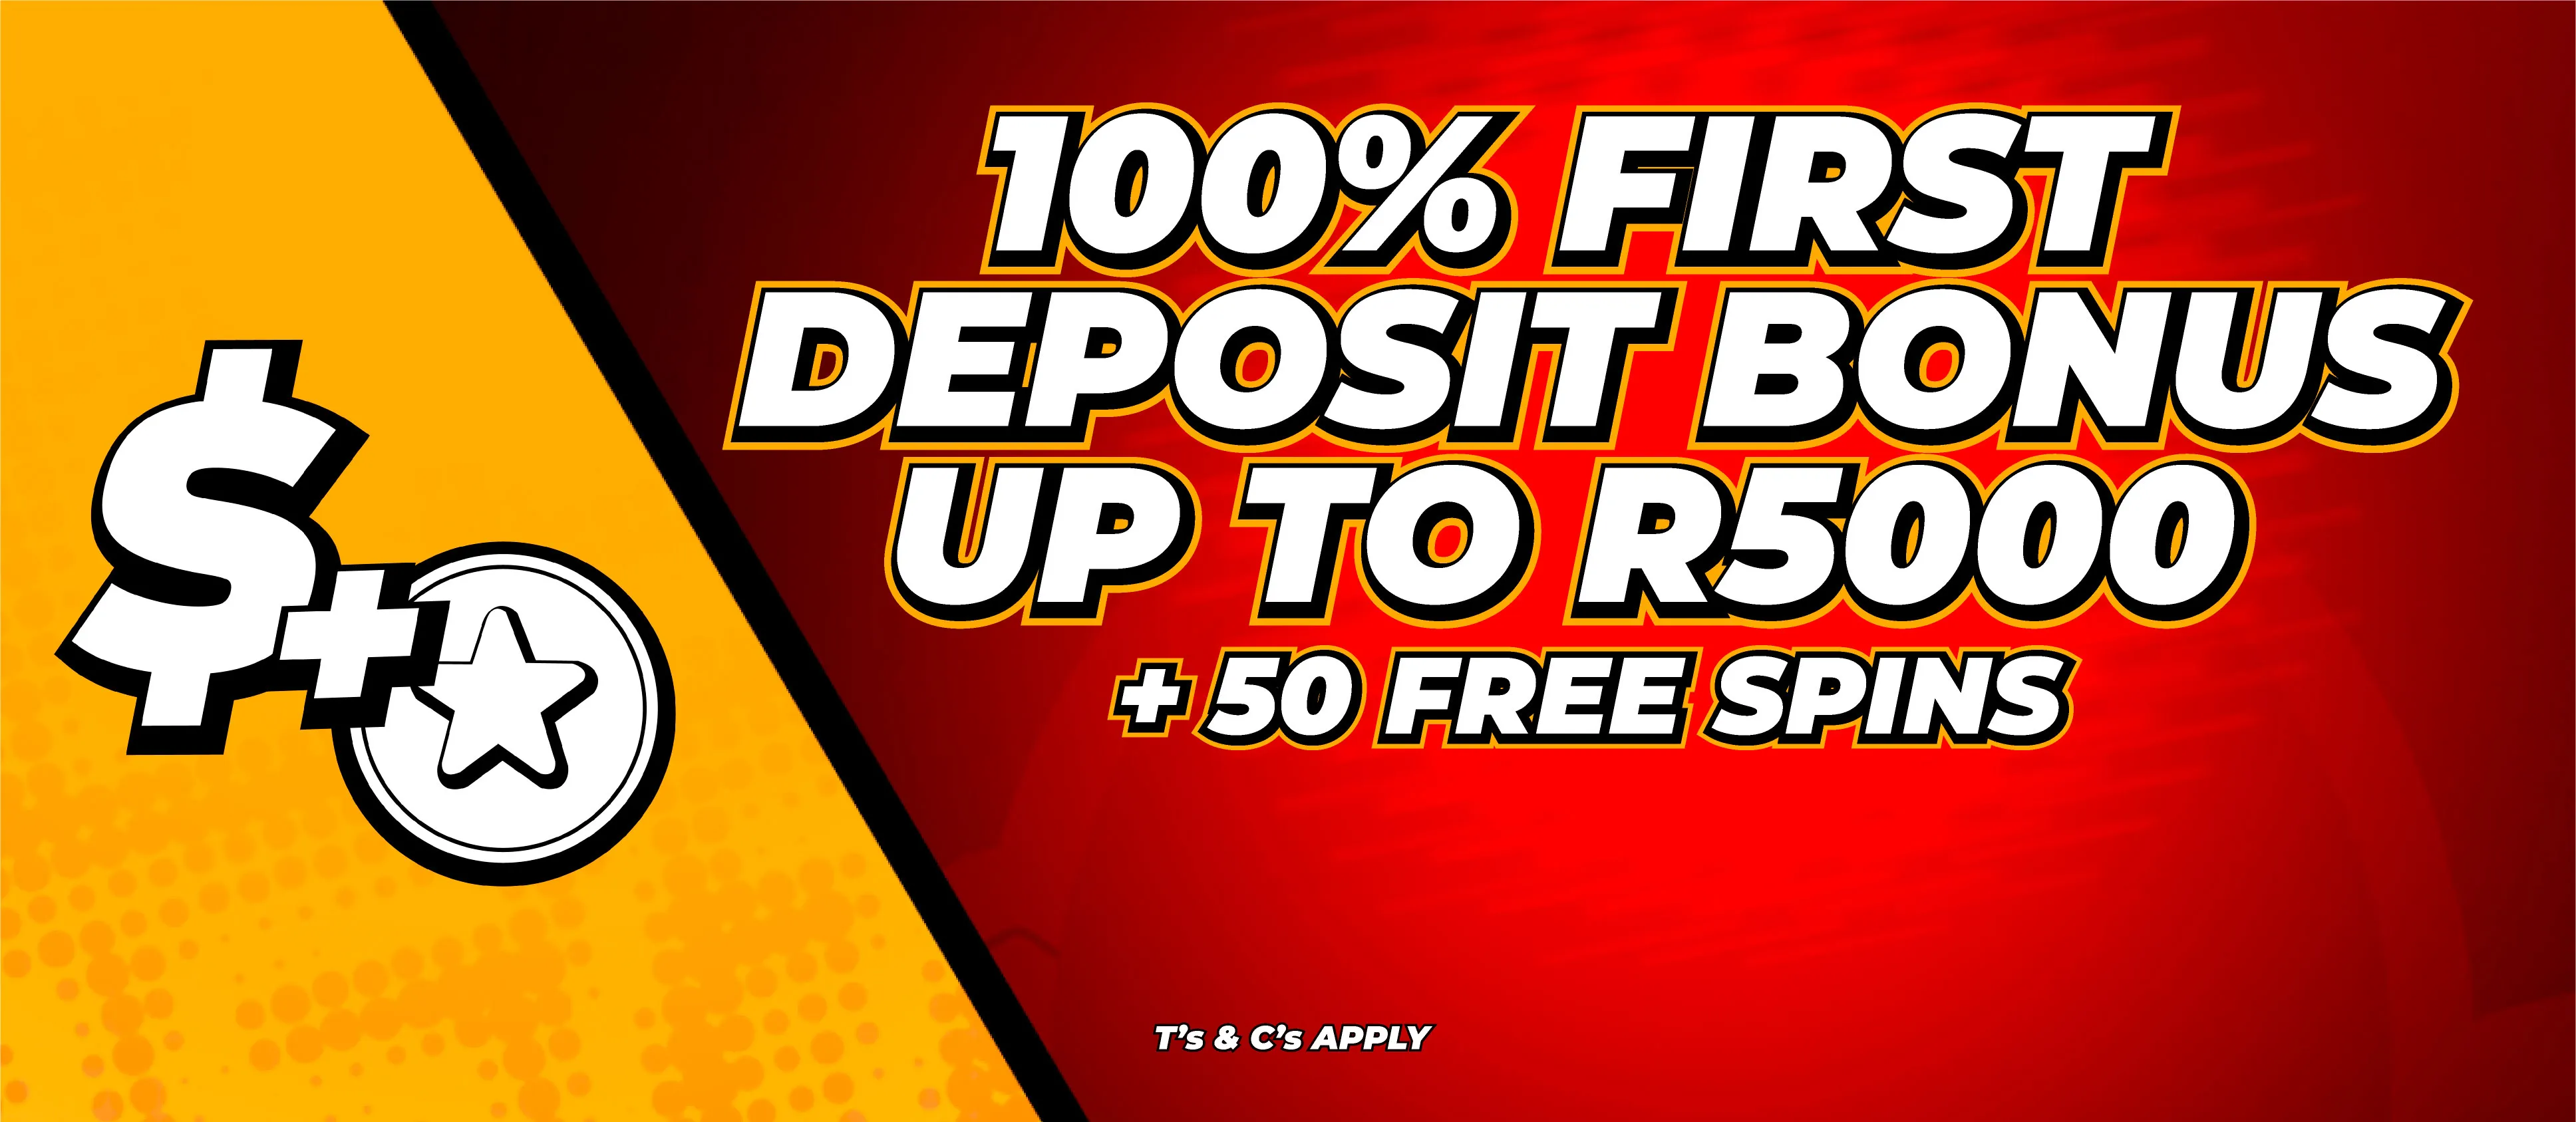 100% FIRST
DEPOSIT BONUS
UP TO R5000
+ 50 FREE SPINS
$+
T's & C's APPLY